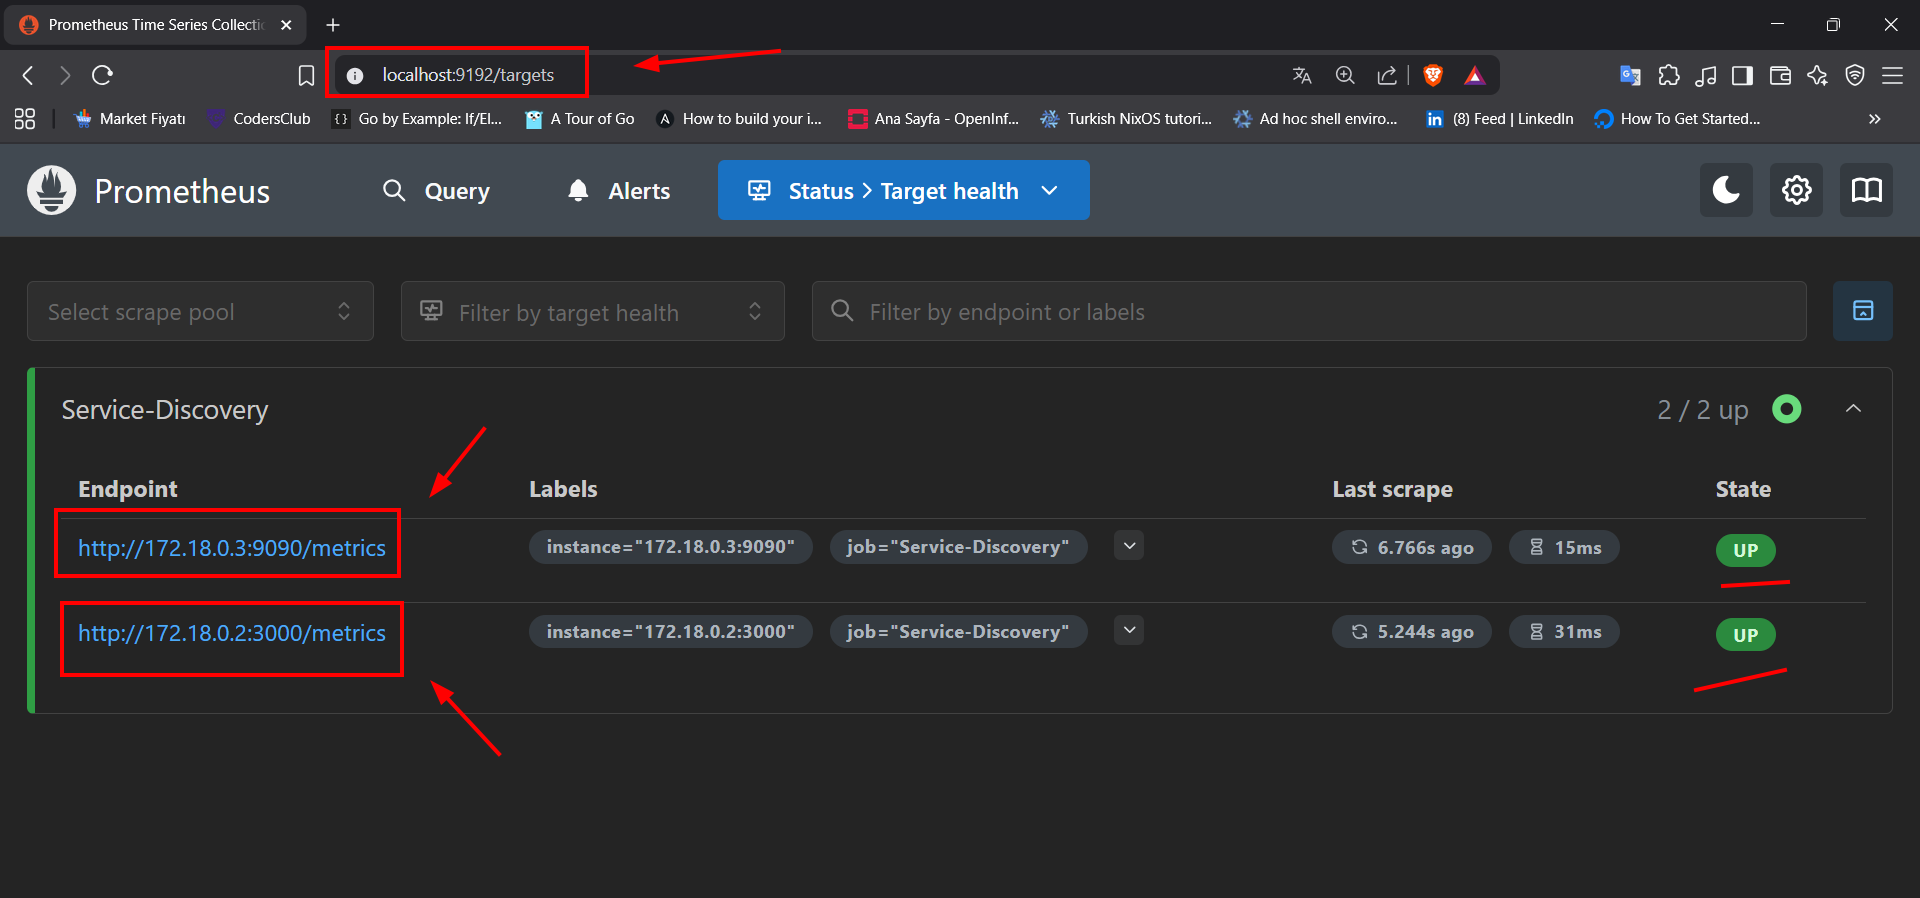 Prometheus Time Series Collecti
localhost:9192/targets
Market Fiyatı
CodersClub
Go by Example: If/El...
A Tour of Go
How to build your i...
Ana Sayfa - OpenInf...
Turkish NixOS tutori...
Ad hoc shell enviro...
(8) Feed | LinkedIn
How To Get Started...
Prometheus
Query
Alerts
Status > Target health
Select scrape pool
Filter by target health
Filter by endpoint or labels
Service-Discovery
2 / 2 up
Endpoint
Labels
Last scrape
State
http://172.18.0.3:9090/metrics
instance="172.18.0.3:9090"
job="Service-Discovery"
6.766s ago
15ms
UP
http://172.18.0.2:3000/metrics
instance="172.18.0.2:3000"
job="Service-Discovery"
5.244s ago
31ms
UP